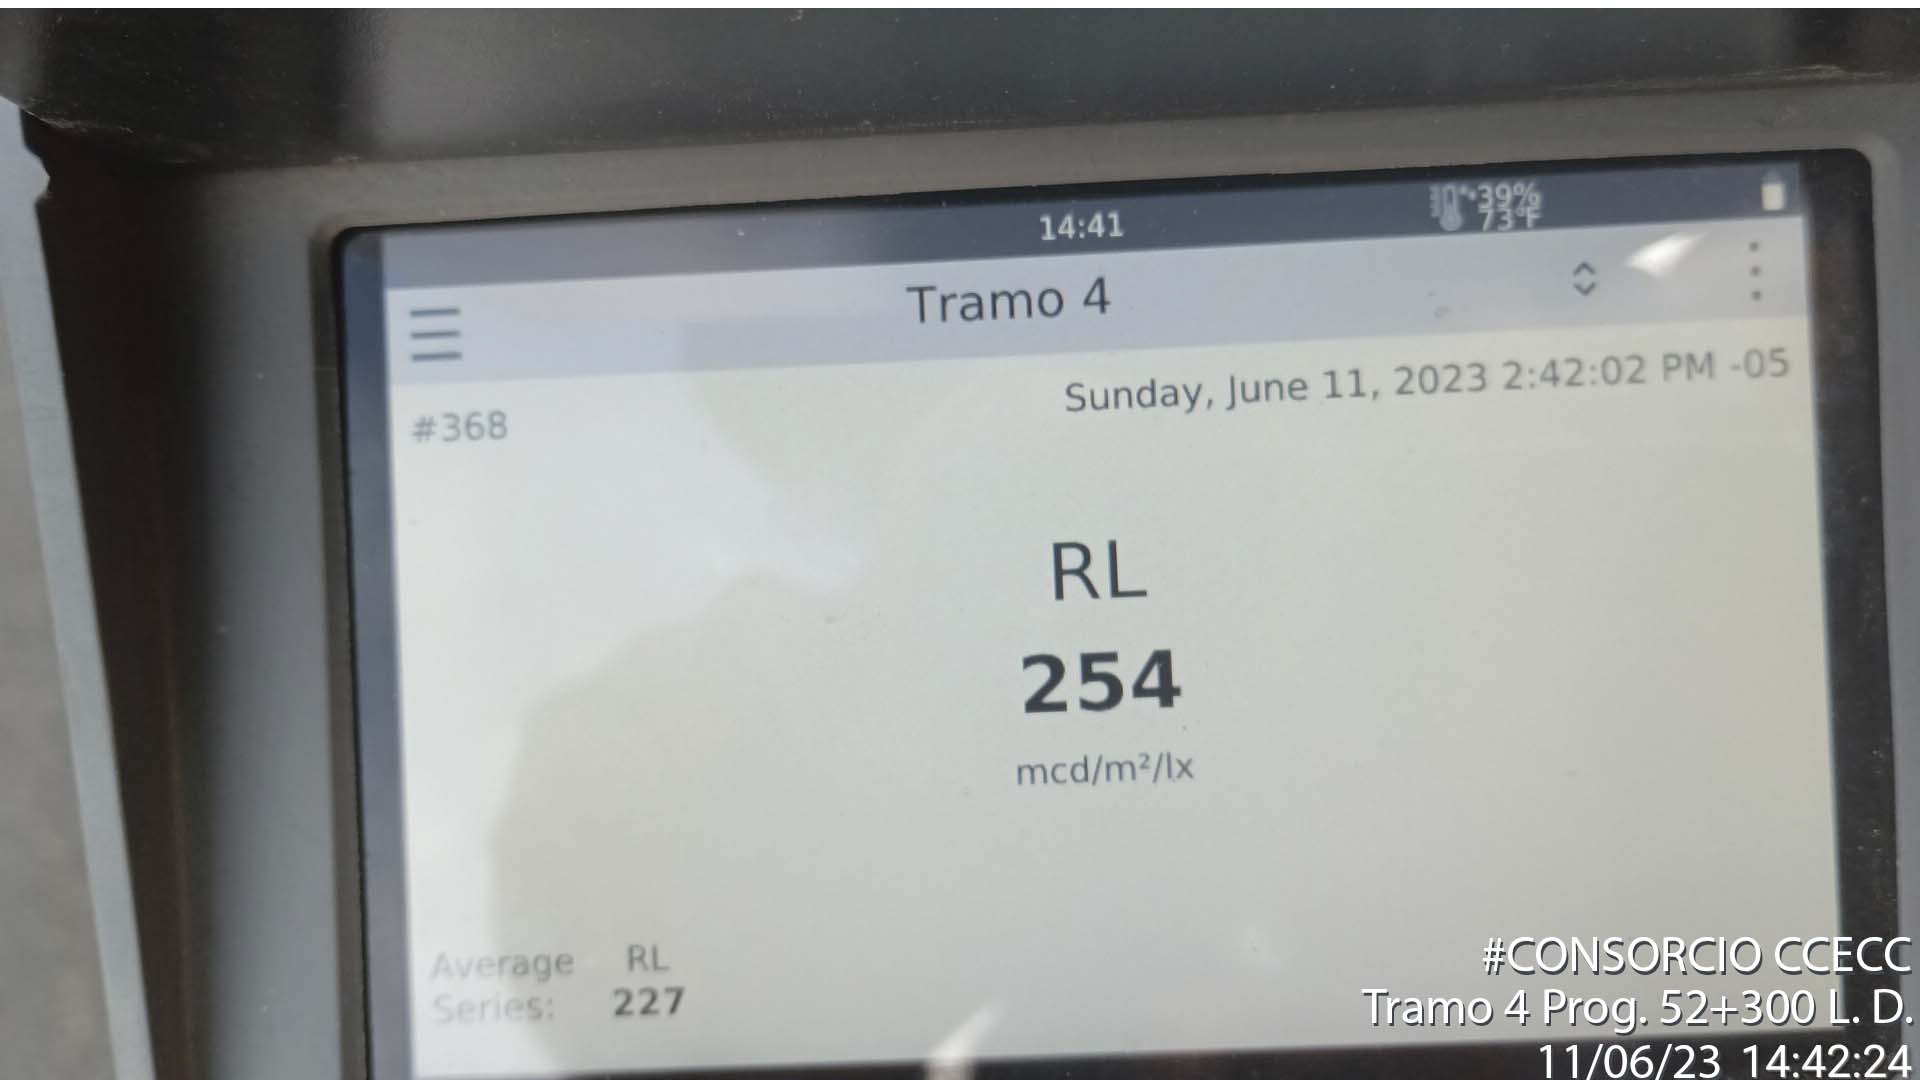 14:41
39%
73°F
Tramo 4
Sunday, June 11, 2023 2:42:02 PM -05
#368
RL
254
mcd/m²/lx
Average RL
Series: 227
#CONSORCIO CCECC
Tramo 4 Prog. 52+300 L. D.
11/06/23 14:42:24